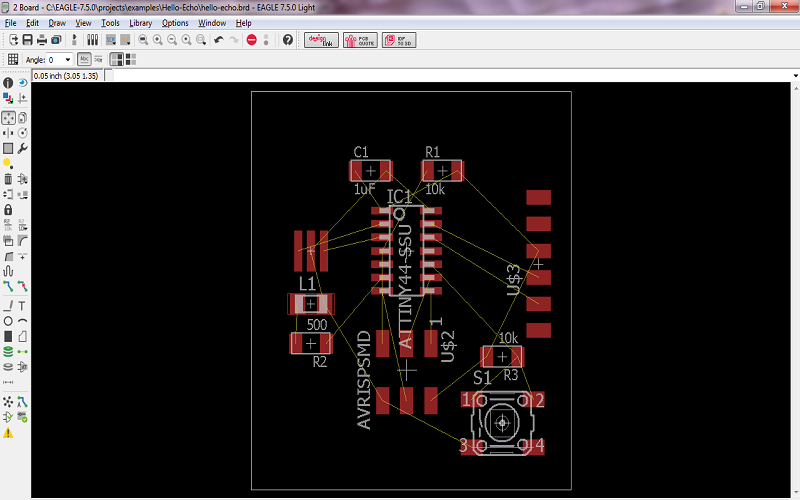 2 Board - C:\EAGLE-7.5.0\projects\examples\Hello-Echo\hello-echo.brd - EAGLE 7.5.0 Light
File Edit Draw View Tools Library Options Window Help
design link PCB QUOTE IDF TO 3D
Angle: 0 Abc
0.05 inch (3.05 1.35)
C1 R1
1uF 10k
IC1
ATTINY44-SSU
U$3
L1
500
R2
AVRISPSMD
1
U$2
10k
R3
S1
1 2
3 4